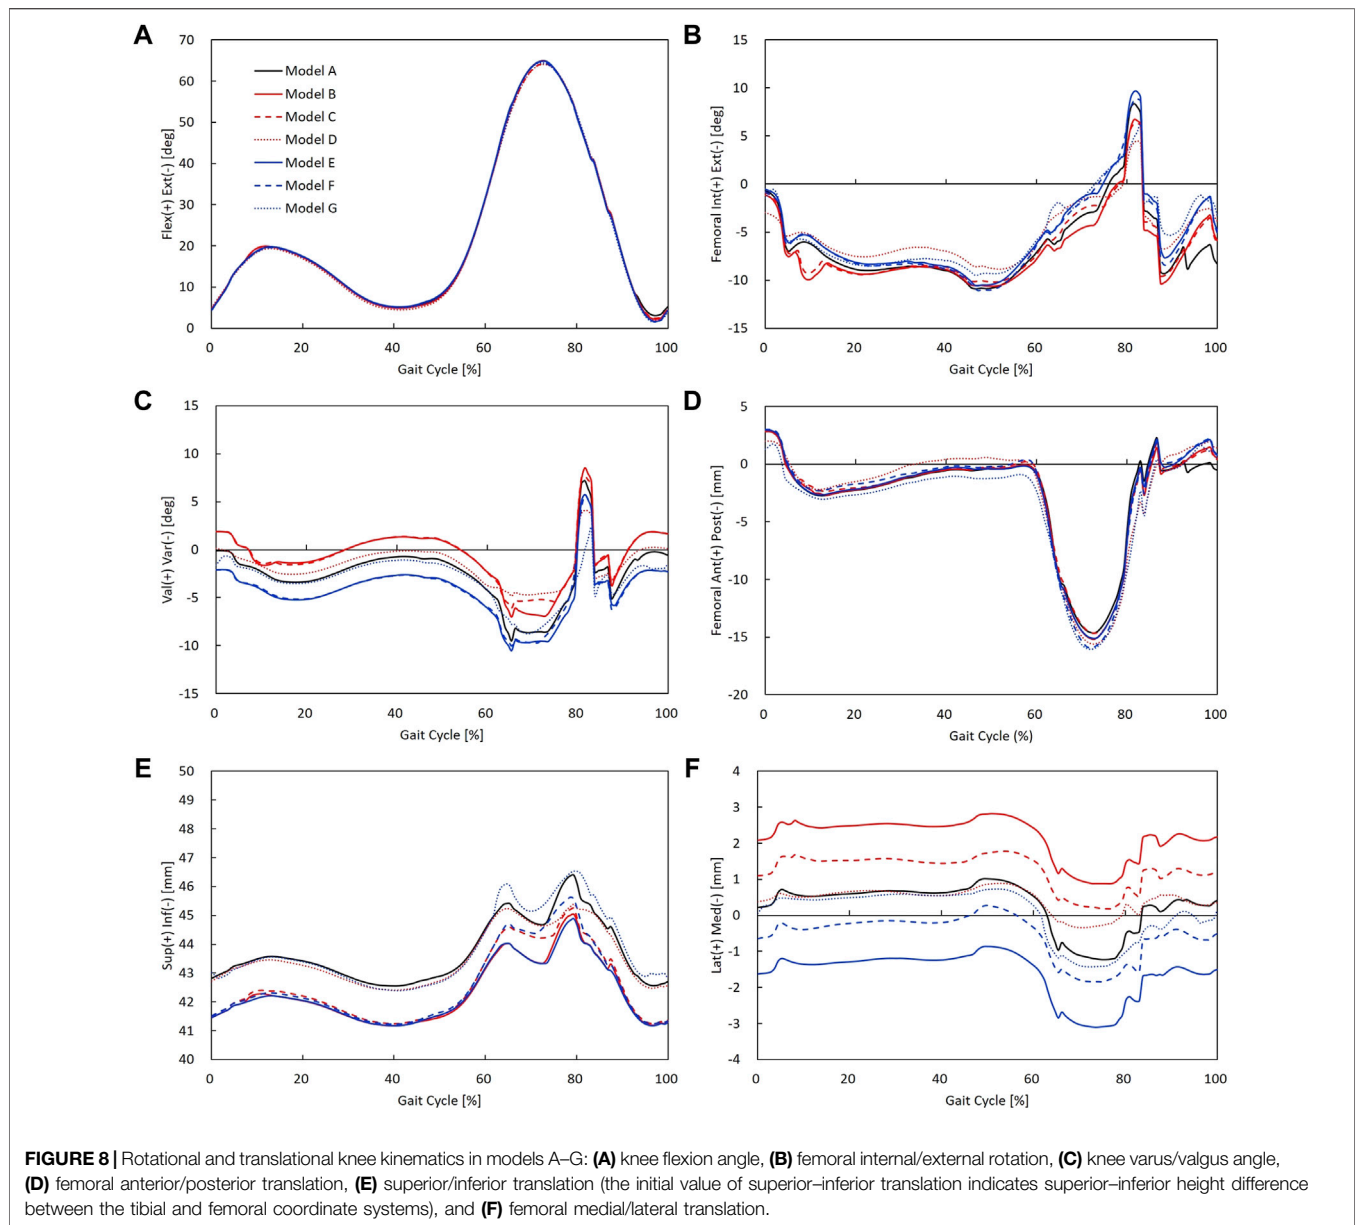 A
Flex(+) Ext(-) [deg]
70
60
50
40
30
20
10
0
Model A
Model B
Model C
Model D
Model E
Model F
Model G
0 20 40 60 80 100
Gait Cycle [%]
B
Femoral Int(+) Ext(-) [deg]
15
10
5
0
-5
-10
-15
0 20 40 60 80 100
Gait Cycle [%]
C
Val(+) Var(-) [deg]
15
10
5
0
-5
-10
-15
0 20 40 60 80 100
Gait Cycle [%]
D
Femoral Ant(+) Post(-) [mm]
5
0
-5
-10
-15
-20
0 20 40 60 80 100
Gait Cycle (%)
E
Sup(+) Inf(-) [mm]
50
49
48
47
46
45
44
43
42
41
40
0 20 40 60 80 100
Gait Cycle [%]
F
Lat(+) Med(-) [mm]
4
3
2
1
0
-1
-2
-3
-4
0 20 40 60 80 100
Gait Cycle [%]
FIGURE 8 | Rotational and translational knee kinematics in models A–G: (A) knee flexion angle, (B) femoral internal/external rotation, (C) knee varus/valgus angle,
(D) femoral anterior/posterior translation, (E) superior/inferior translation (the initial value of superior–inferior translation indicates superior–inferior height difference
between the tibial and femoral coordinate systems), and (F) femoral medial/lateral translation.